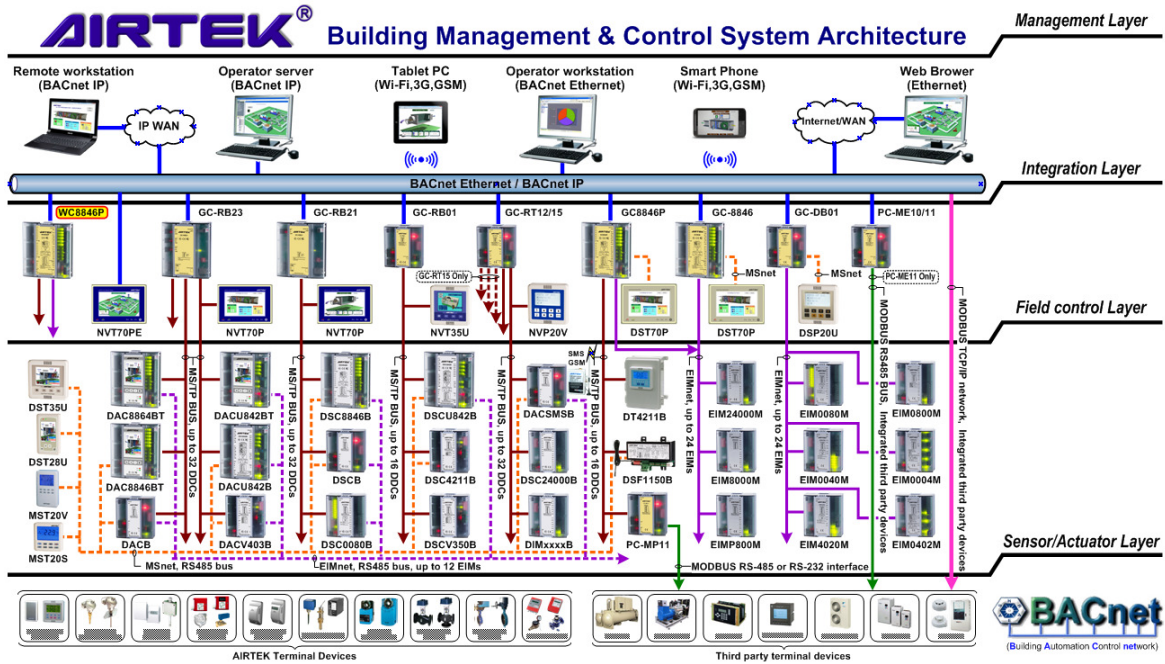 AIRTEK®
Building Management & Control System Architecture
Management Layer
Remote workstation
(BACnet IP)
Operator server
(BACnet IP)
Tablet PC
(Wi-Fi,3G,GSM)
Operator workstation
(BACnet Ethernet)
Smart Phone
(Wi-Fi,3G,GSM)
Web Brower
(Ethernet)
IP WAN
Internet/WAN
Integration Layer
BACnet Ethernet / BACnet IP
WC8846P
GC-RB23
GC-RB21
GC-RB01
GC-RT12/15
GC8846P
GC-8846
GC-DB01
PC-ME10/11
GC-RT15 Only
MSnet
MSnet
PC-ME11 Only
Field control Layer
NVT70PE
NVT70P
NVT70P
NVT35U
NVP20V
DST70P
DST70P
DSP20U
MODBUS RS485 BUS, Integrated third party devices
MODBUS TCP/IP network, Integrated third party devices
SMS
GSM
MS/TP BUS, up to 32 DDCs
MS/TP BUS, up to 32 DDCs
MS/TP BUS, up to 16 DDCs
MS/TP BUS, up to 32 DDCs
MS/TP BUS, up to 16 DDCs
EIMnet, up to 24 EIMs
EIMnet, up to 24 EIMs
DST35U
DAC8864BT
DACU842BT
DSC8846B
DSCU842B
DACSMSB
DT4211B
EIM24000M
EIM0080M
EIM0800M
DST28U
DAC8846BT
DACU842B
DSCB
DSC4211B
DSC24000B
DSF1150B
EIM8000M
EIM0040M
EIM0004M
MST20V
MST20S
DACB
DACV403B
DSC0080B
DSCV350B
DIMxxxxB
PC-MP11
EIMP800M
EIM4020M
EIM0402M
Sensor/Actuator Layer
MSnet, RS485 bus
EIMnet, RS485 bus, up to 12 EIMs
MODBUS RS-485 or RS-232 interface
AIRTEK Terminal Devices
Third party terminal devices
BACnet
(Building Automation Control network)